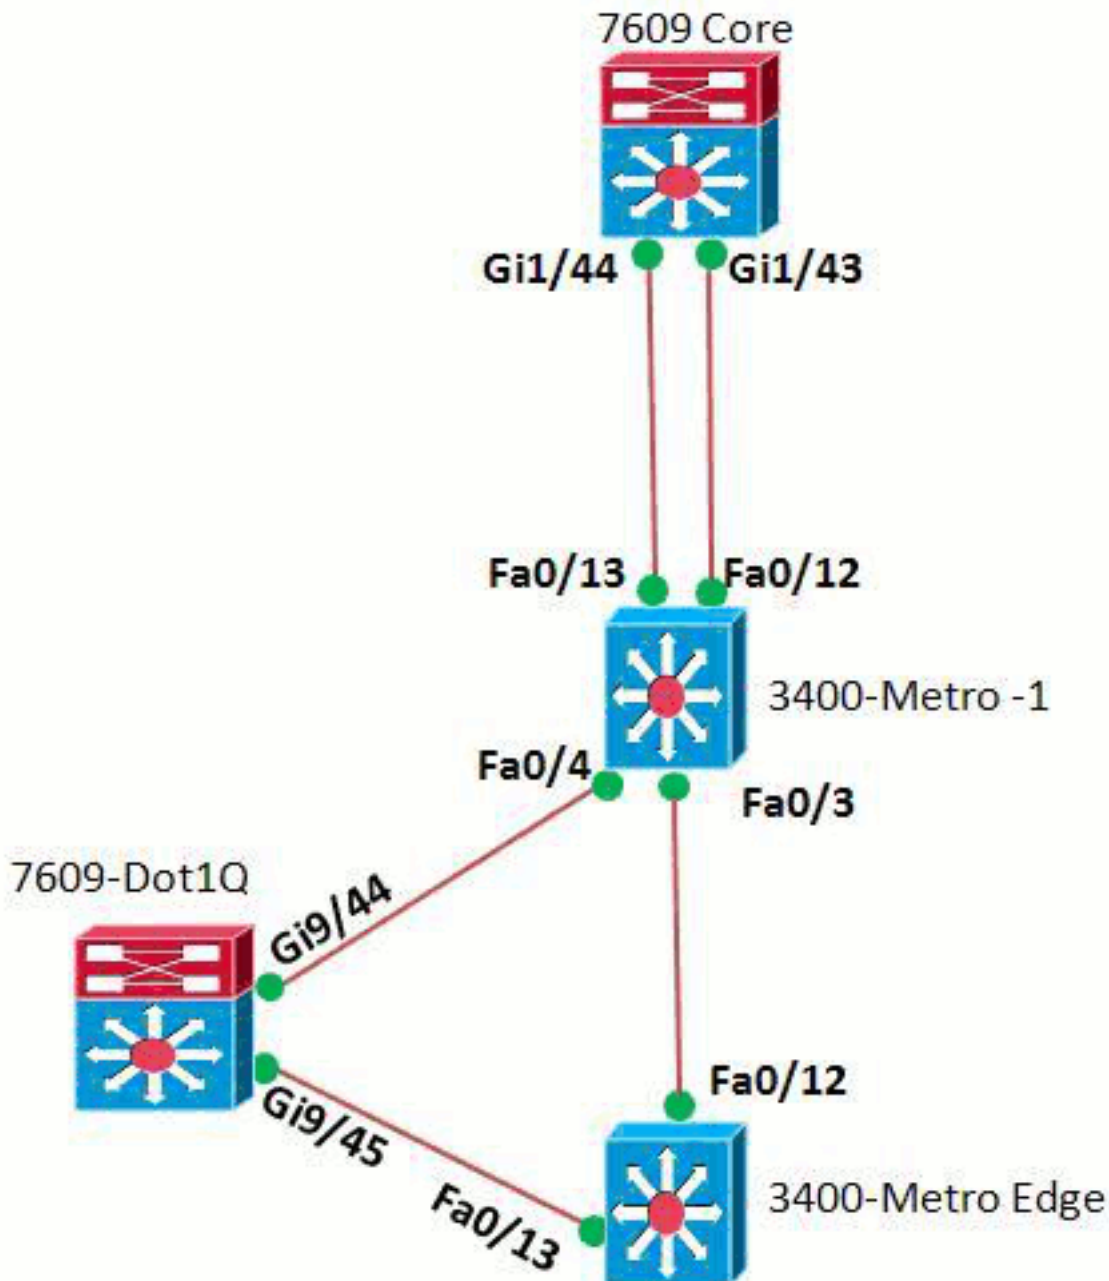 7609 Core
Gi1/44
Gi1/43
Fa0/13
Fa0/12
3400-Metro -1
Fa0/4
Fa0/3
7609-Dot1Q
Gi9/44
Gi9/45
Fa0/12
Fa0/13
3400-Metro Edge